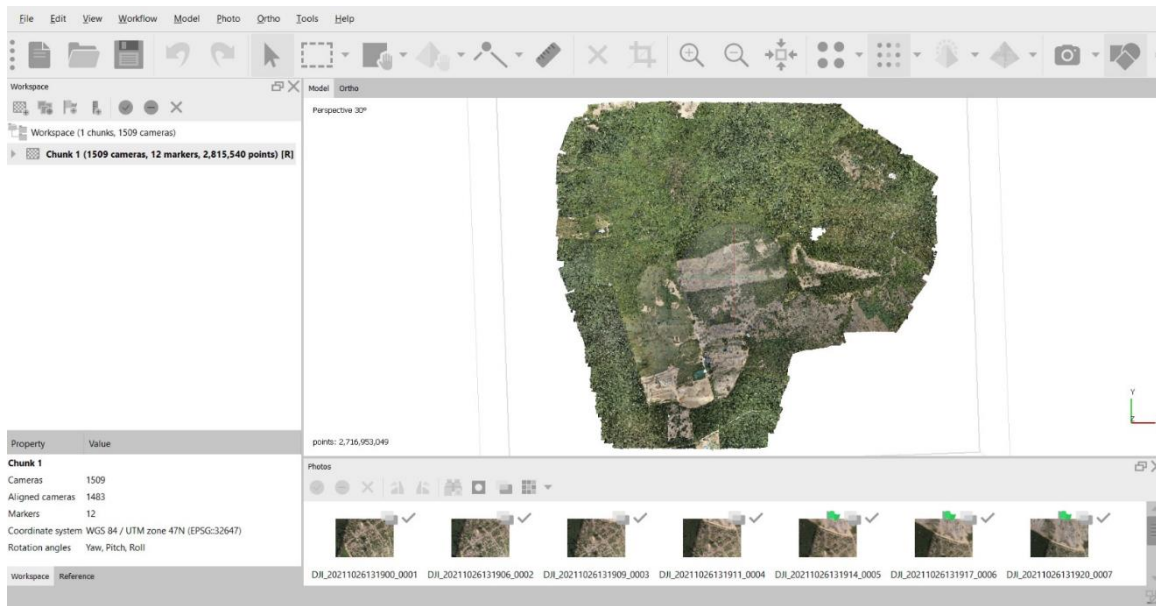 File Edit View Workflow Model Photo Ortho Tools Help
Workspace
Workspace (1 chunks, 1509 cameras)
Chunk 1 (1509 cameras, 12 markers, 2,815,540 points) [R]
Property Value
Chunk 1
Cameras 1509
Aligned cameras 1483
Markers 12
Coordinate system WGS 84 / UTM zone 47N (EPSG::32647)
Rotation angles Yaw, Pitch, Roll
Workspace Reference
Model Ortho
Perspective 30°
points: 2,716,953,049
Y
Photos
DJI_20211026131900_0001 DJI_20211026131906_0002 DJI_20211026131909_0003 DJI_20211026131911_0004 DJI_20211026131914_0005 DJI_20211026131917_0006 DJI_20211026131920_0007